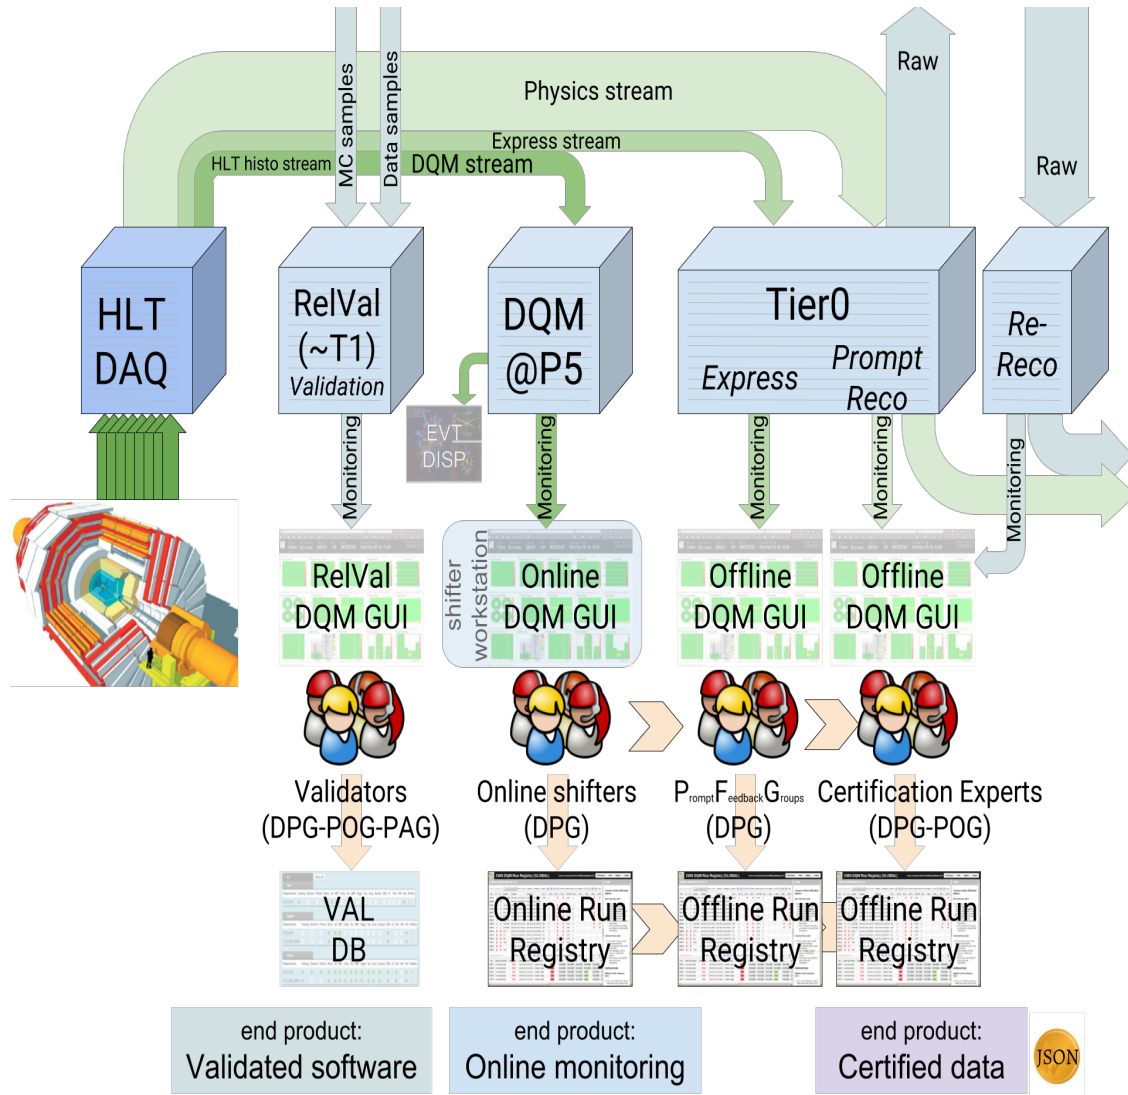 Raw
Physics stream
MC samples
Data samples
Express stream
HLT histo stream
DQM stream
Raw
HLT
DAQ
RelVal
(~T1)
Validation
DQM
@P5
Tier0
Express
Prompt
Reco
Re-
Reco
EVT
DISP
Monitoring
Monitoring
Monitoring
Monitoring
Monitoring
RelVal
DQM GUI
shifter
workstation
Online
DQM GUI
Offline
DQM GUI
Offline
DQM GUI
Validators
(DPG-POG-PAG)
Online shifters
(DPG)
PromptFeedbackGroups
(DPG)
Certification Experts
(DPG-POG)
VAL
DB
Online Run
Registry
Offline Run
Registry
Offline Run
Registry
end product:
Validated software
end product:
Online monitoring
end product:
Certified data
JSON